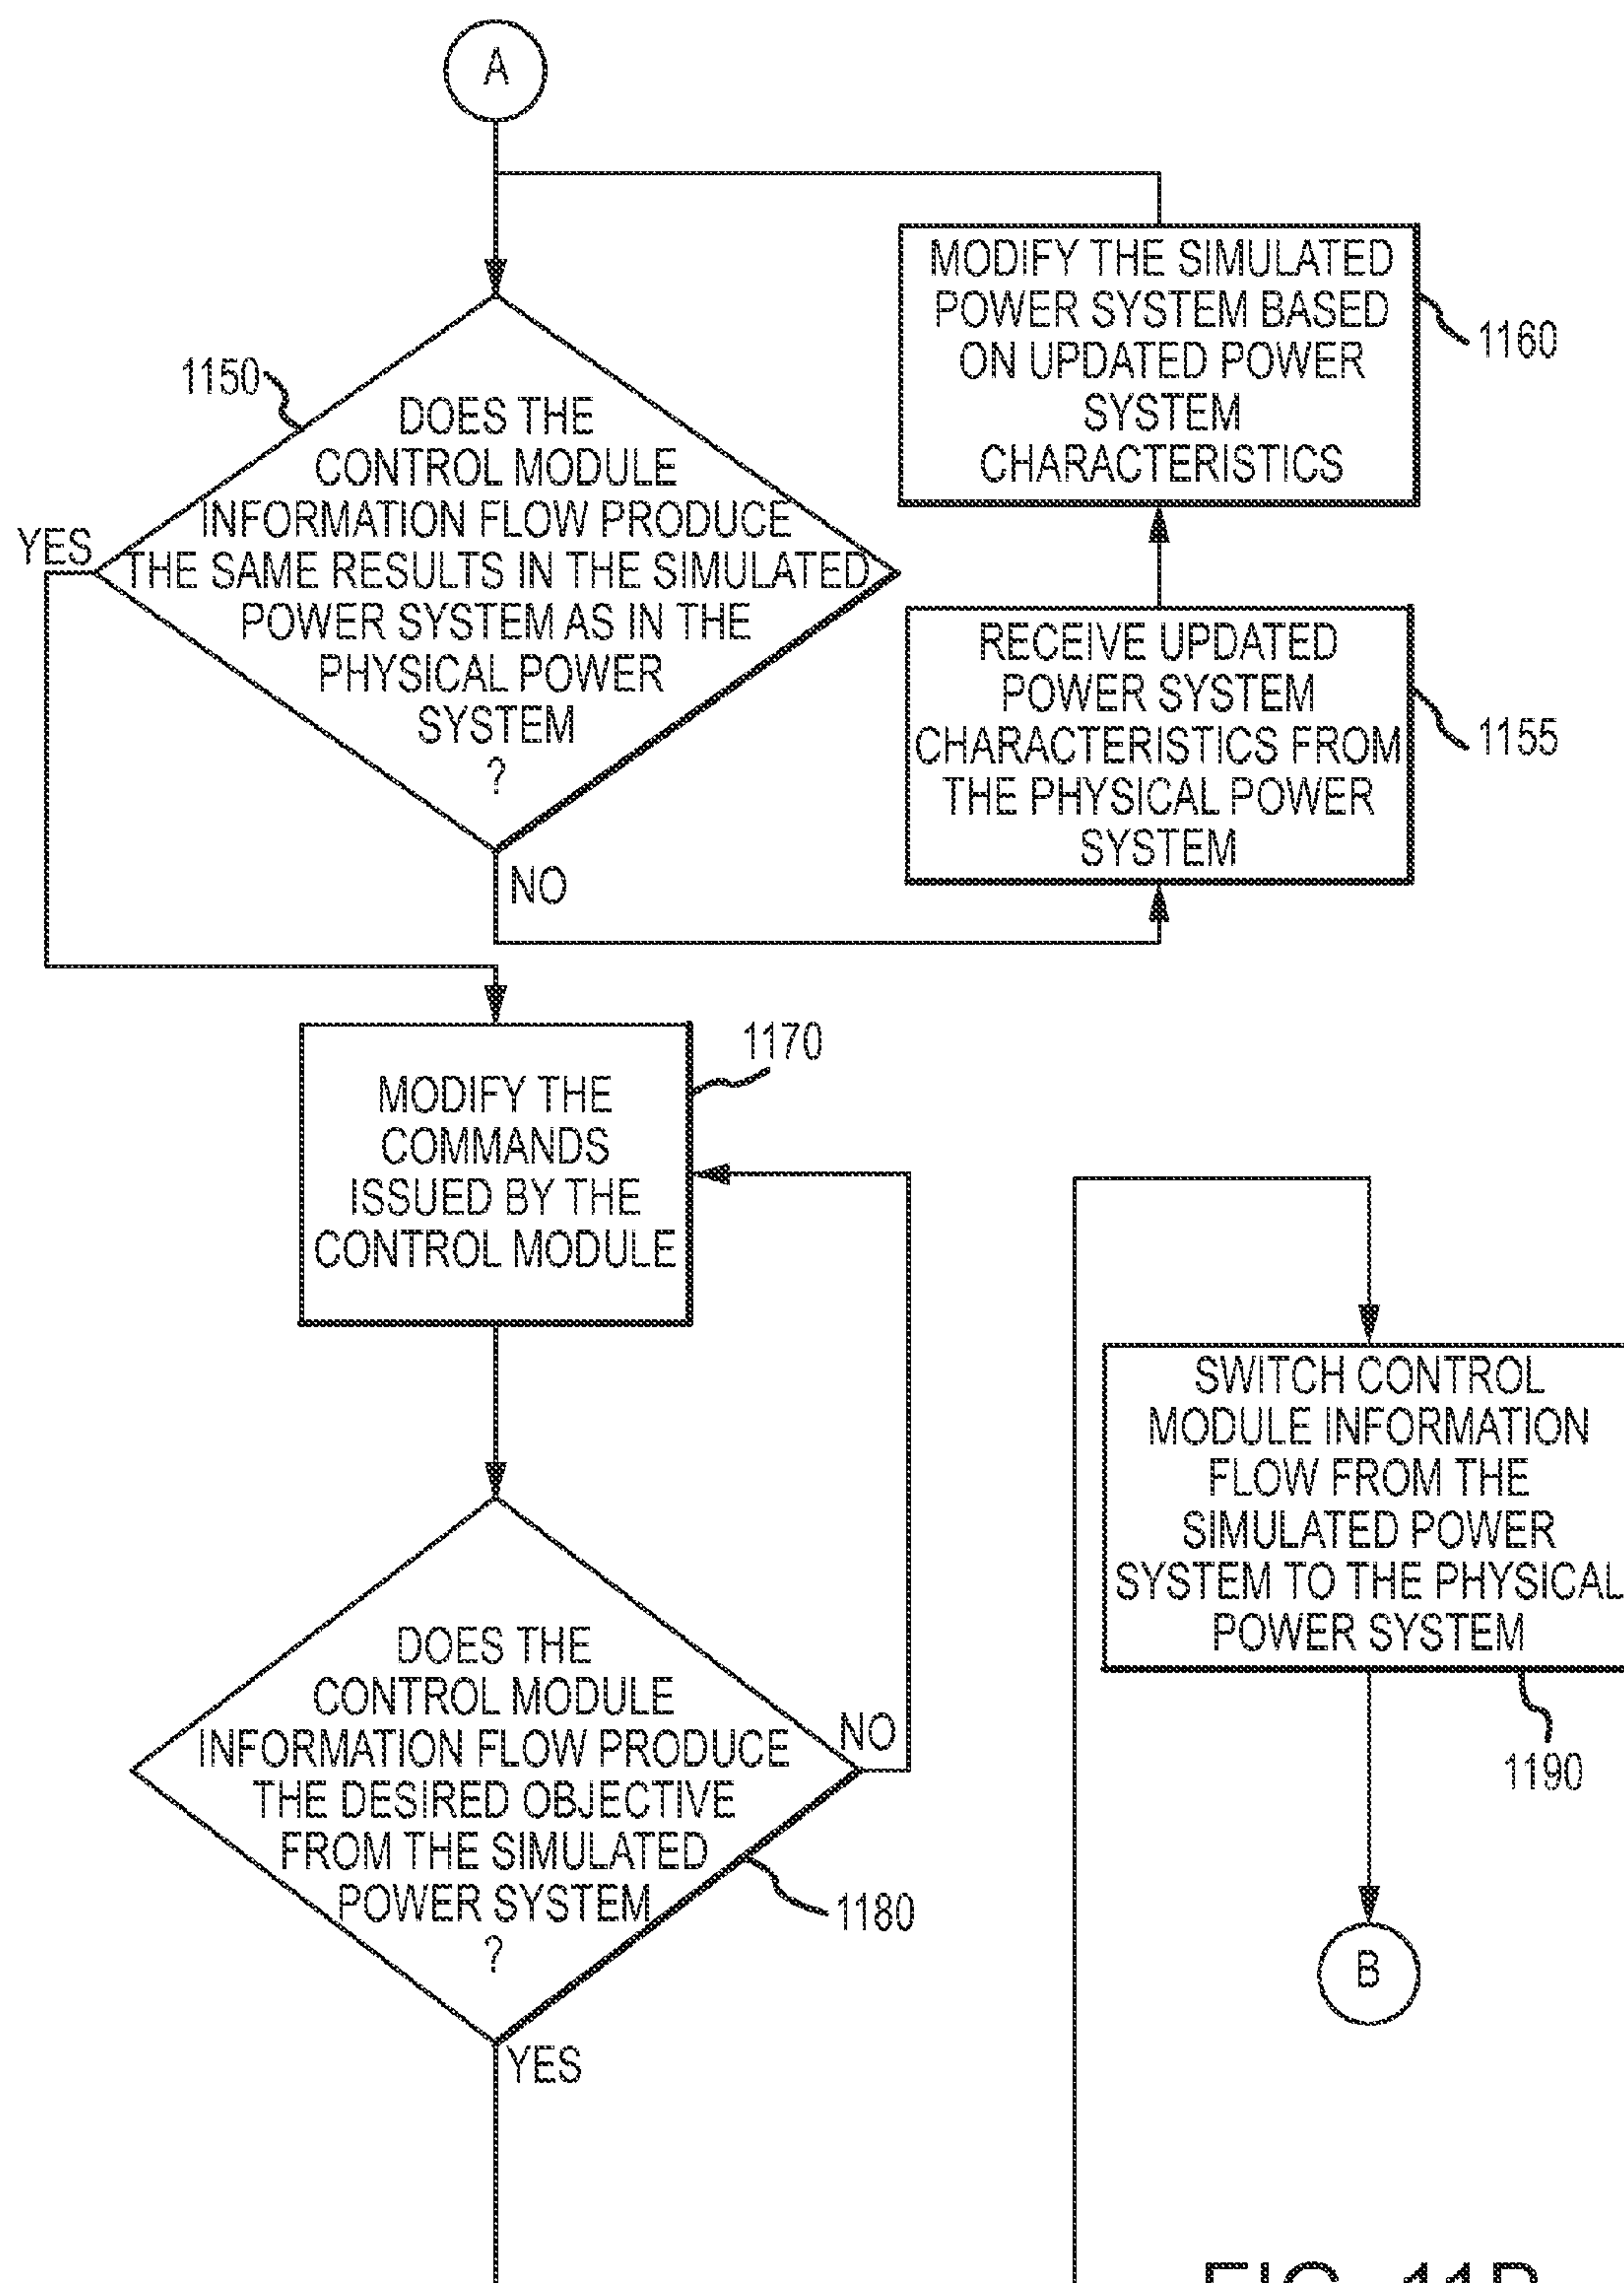 A
1150
DOES THE
CONTROL MODULE
INFORMATION FLOW PRODUCE
THE SAME RESULTS IN THE SIMULATED
POWER SYSTEM AS IN THE
PHYSICAL POWER
SYSTEM
?
YES
NO
MODIFY THE SIMULATED
POWER SYSTEM BASED
ON UPDATED POWER
SYSTEM
CHARACTERISTICS
1160
RECEIVE UPDATED
POWER SYSTEM
CHARACTERISTICS FROM
THE PHYSICAL POWER
SYSTEM
1155
MODIFY THE
COMMANDS
ISSUED BY THE
CONTROL MODULE
1170
DOES THE
CONTROL MODULE
INFORMATION FLOW PRODUCE
THE DESIRED OBJECTIVE
FROM THE SIMULATED
POWER SYSTEM
?
NO
1180
YES
SWITCH CONTROL
MODULE INFORMATION
FLOW FROM THE
SIMULATED POWER
SYSTEM TO THE PHYSICAL
POWER SYSTEM
1190
B